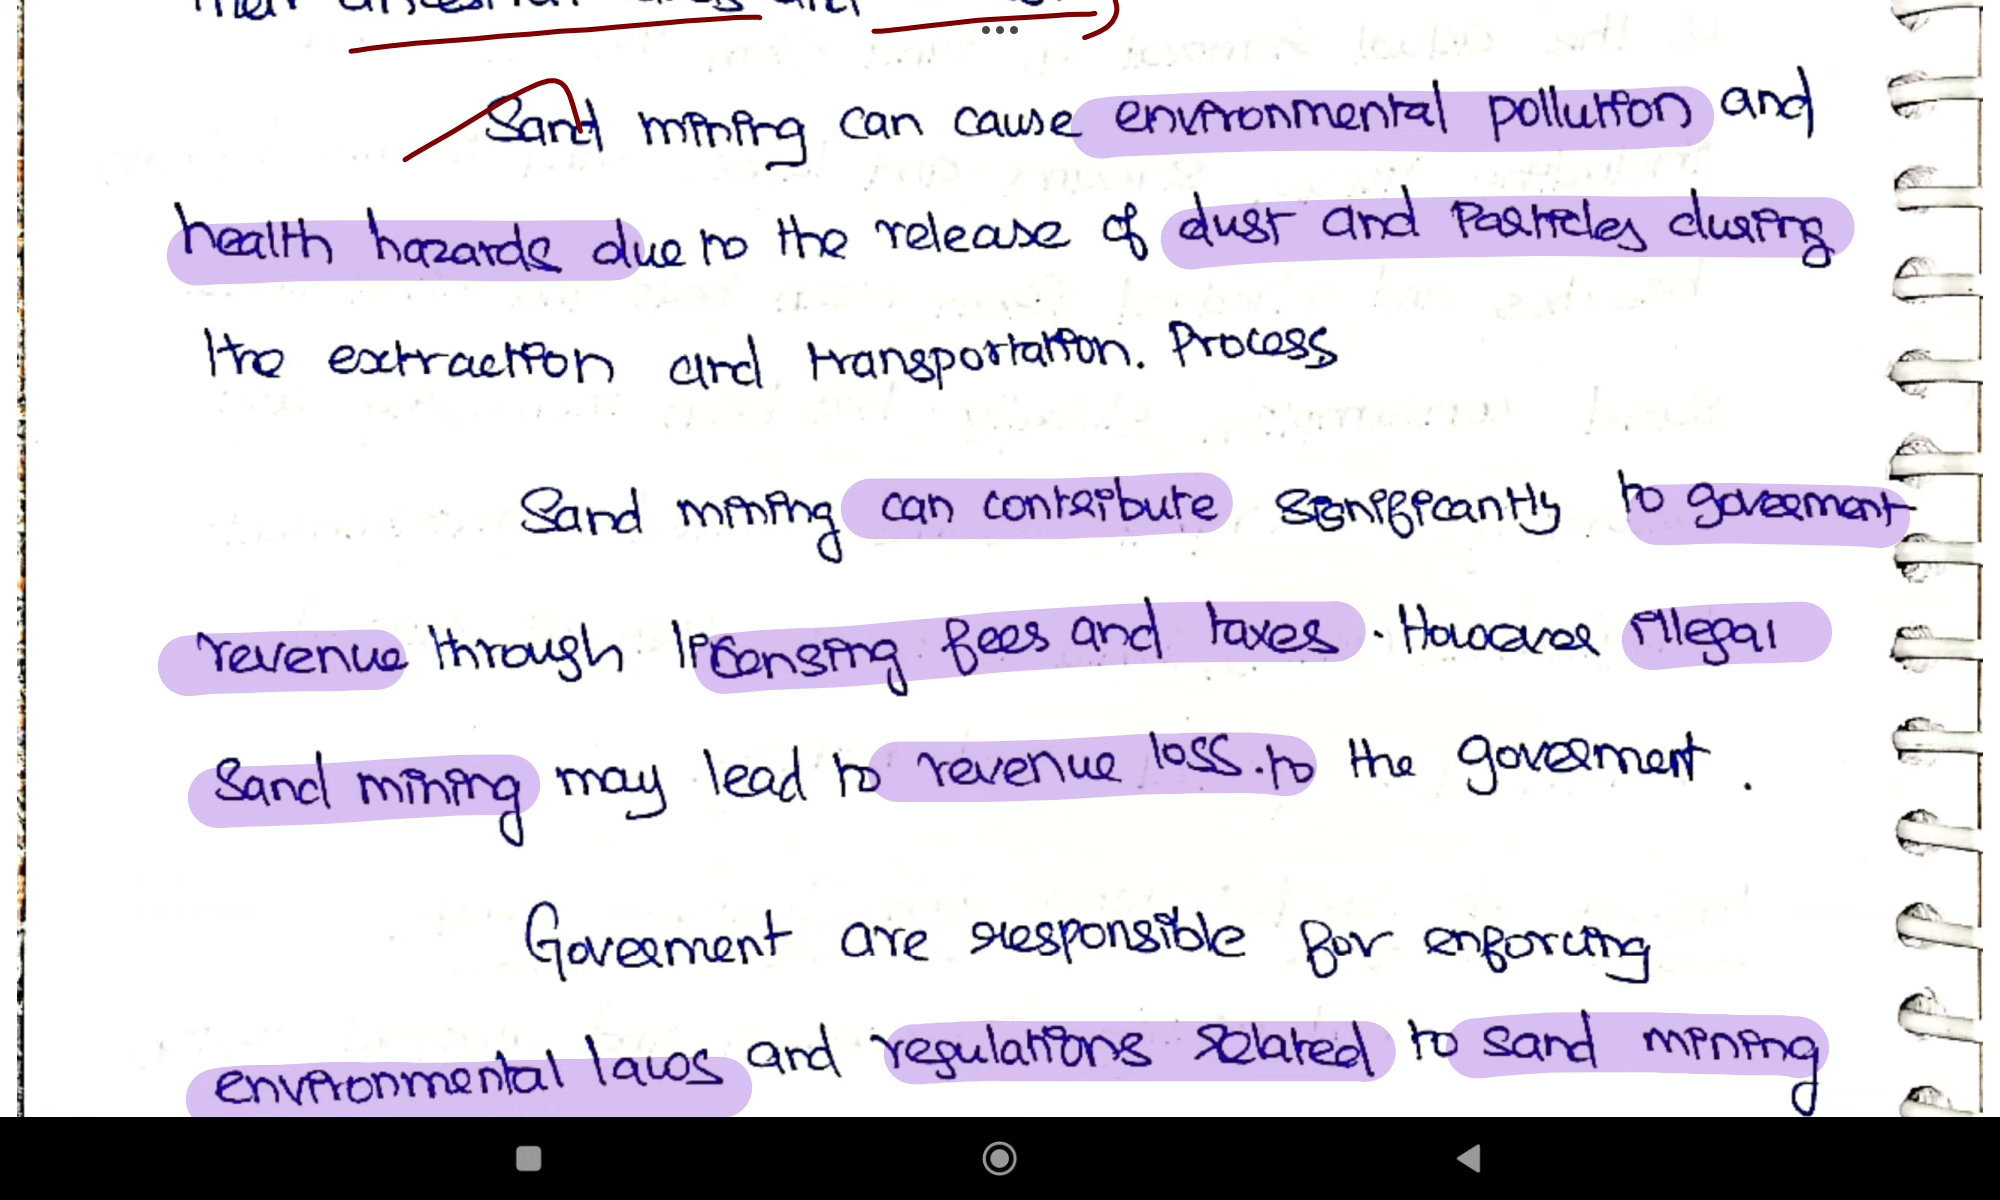 Sand mining can cause environmental pollution and
health hazards due to the release of dust and Particles during
the extraction and transportation. Process
Sand mining can contribute significantly to goverment
revenue through licensing fees and taxes. However illegal
Sand mining may lead to revenue loss. to the goverment.
Goverment are responsible for enforcing
environmental laws and regulations related to sand mining